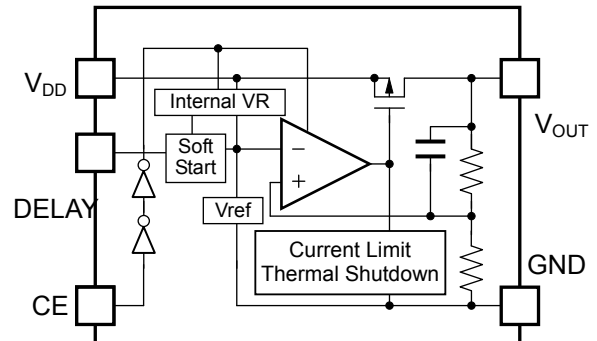 V_DD
Internal VR
V_OUT
Soft
Start
−
+
DELAY
Vref
Current Limit
Thermal Shutdown
GND
CE